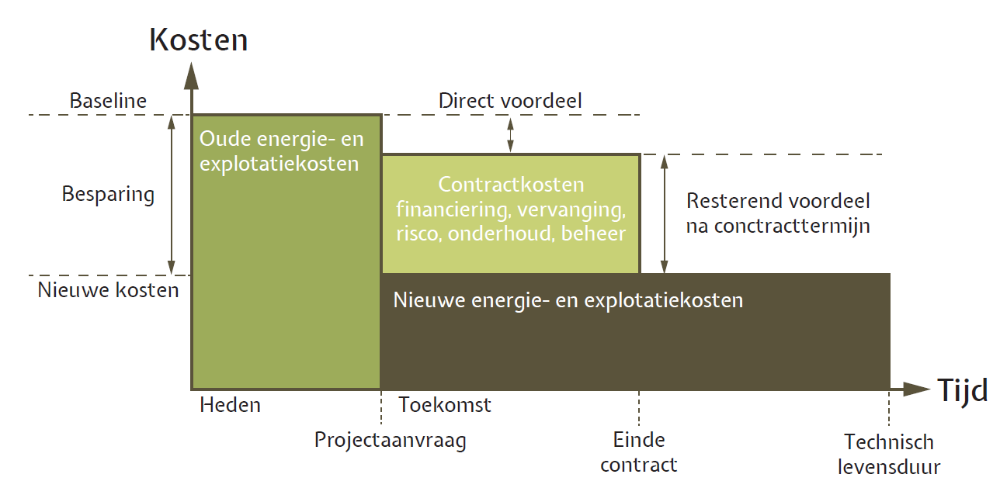 Kosten
Baseline
Direct voordeel
Oude energie- en
explotatiekosten
Besparing
Contractkosten
financiering, vervanging,
risco, onderhoud, beheer
Resterend voordeel
na conctracttermijn
Nieuwe kosten
Nieuwe energie- en explotatiekosten
Tijd
Heden
Toekomst
Projectaanvraag
Einde
contract
Technisch
levensduur